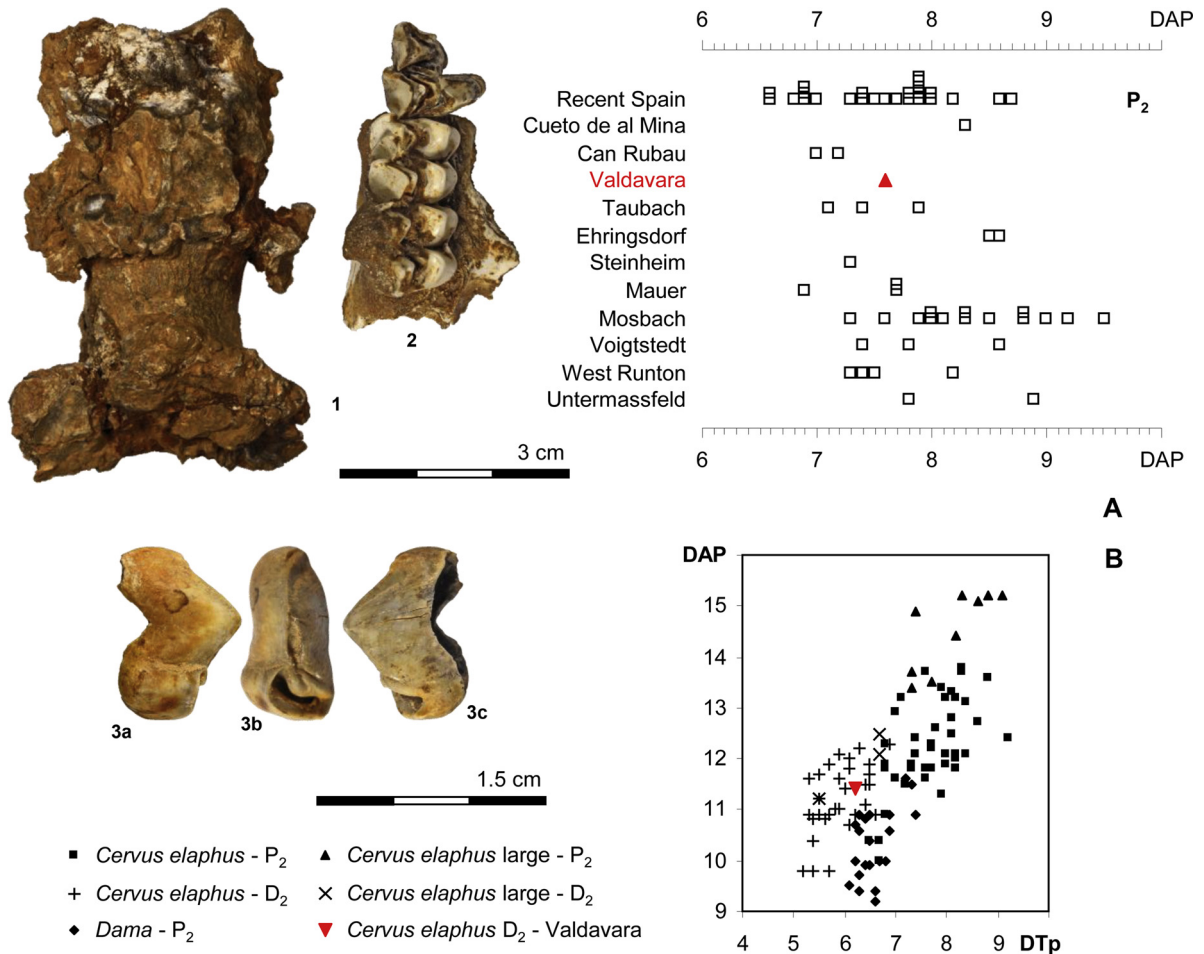 6 7 8 9 DAP
Recent Spain
P2
Cueto de al Mina
Can Rubau
Valdavara
Taubach
Ehringsdorf
Steinheim
Mauer
Mosbach
Voigtstedt
West Runton
Untermassfeld
6 7 8 9 DAP
1
2
3 cm
A
3a
3b
3c
1.5 cm
B
DAP
15
14
13
12
11
10
9
4 5 6 7 8 9 DTp
Cervus elaphus - P2
Cervus elaphus - D2
Dama - P2
Cervus elaphus large - P2
Cervus elaphus large - D2
Cervus elaphus D2 - Valdavara